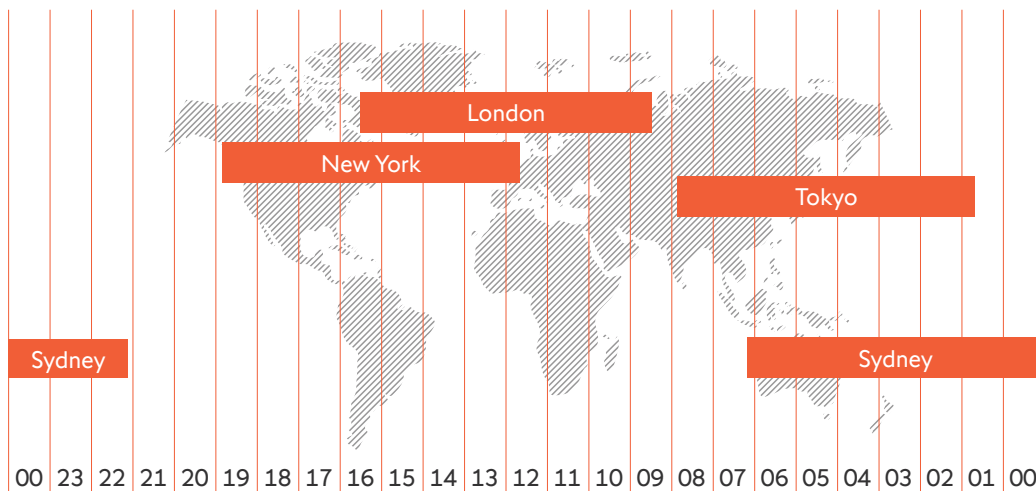 London
New York
Tokyo
Sydney Sydney
00 23 22 21 20 19 18 17 16 15 14 13 12 11 10 09 08 07 06 05 04 03 02 01 00